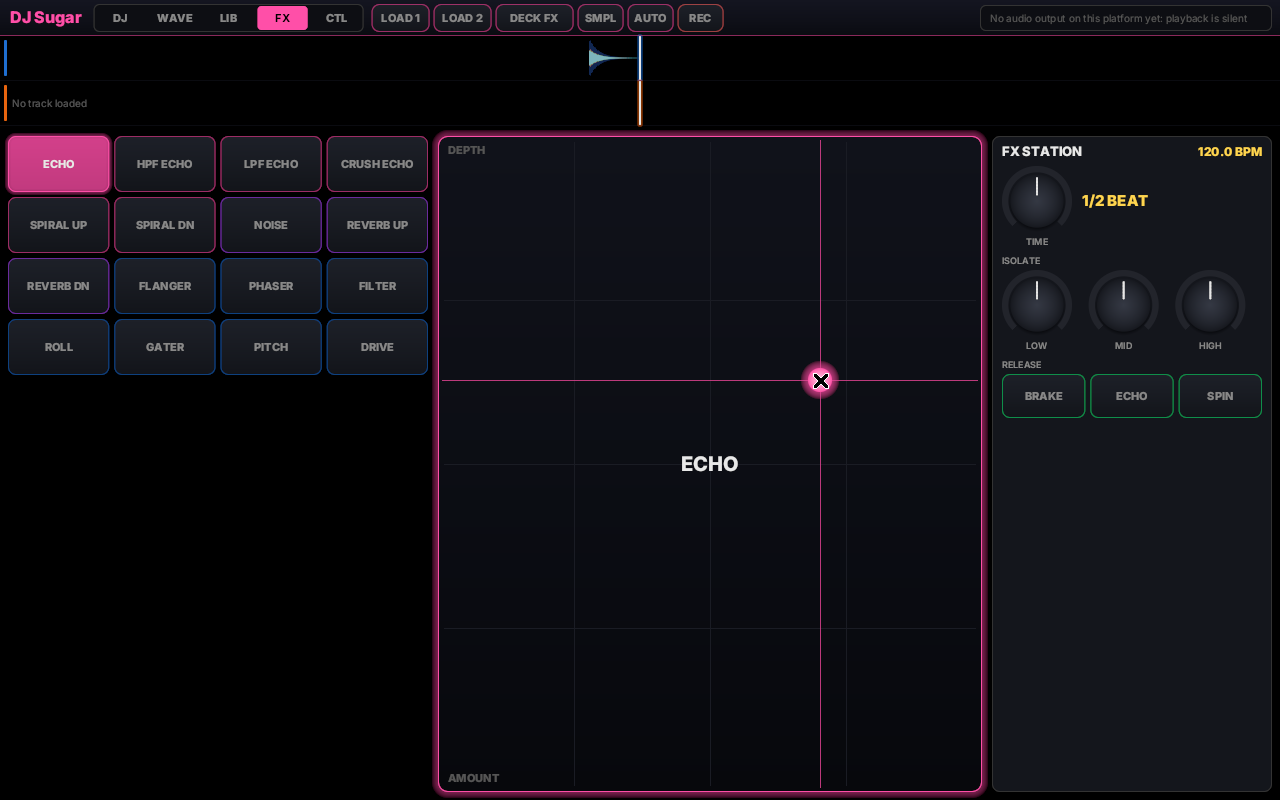 DJ Sugar
DJ WAVE LIB FX CTL LOAD 1 LOAD 2 DECK FX SMPL AUTO REC
No audio output on this platform yet: playback is silent
No track loaded
ECHO HPF ECHO LPF ECHO CRUSH ECHO
SPIRAL UP SPIRAL DN NOISE REVERB UP
REVERB DN FLANGER PHASER FILTER
ROLL GATER PITCH DRIVE
DEPTH
ECHO
AMOUNT
FX STATION 120.0 BPM
1/2 BEAT
TIME
ISOLATE
LOW MID HIGH
RELEASE
BRAKE ECHO SPIN